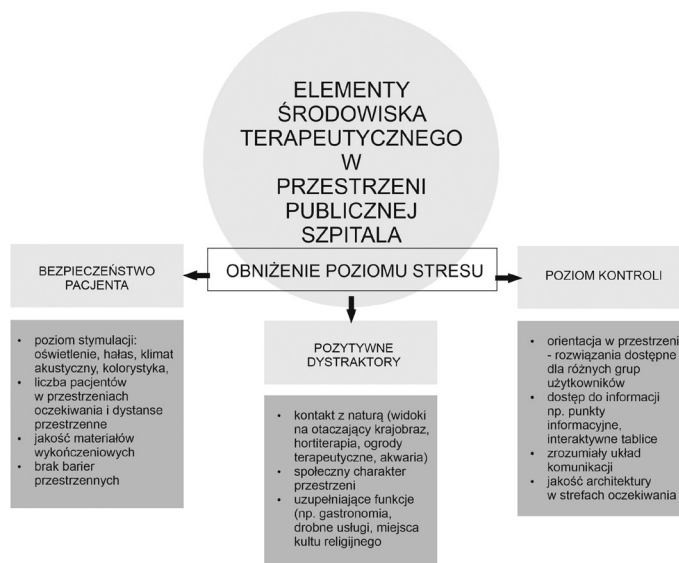 ELEMENTY
ŚRODOWISKA
TERAPEUTYCZNEGO
W
PRZESTRZENI
PUBLICZNEJ
SZPITALA
OBNIŻENIE POZIOMU STRESU
BEZPIECZEŃSTWO
PACJENTA
• poziom stymulacji:
oświetlenie, hałas, klimat
akustyczny, kolorystyka,
• liczba pacjentów
w przestrzeniach
oczekiwania i dystanse
przestrzenne
• jakość materiałów
wykończeniowych
• brak barier
przestrzennych
POZYTYWNE
DYSTRAKTORY
• kontakt z naturą (widoki
na otaczający krajobraz,
hortiterapia, ogrody
terapeutyczne, akwaria)
• społeczny charakter
przestrzeni
• uzupełniające funkcje
(np. gastronomia,
drobne usługi, miejsca
kultu religijnego
POZIOM KONTROLI
• orientacja w przestrzeni
- rozwiązania dostępne
dla różnych grup
użytkowników
• dostęp do informacji
np. punkty
informacyjne,
interaktywne tablice
• zrozumiały układ
komunikacji
• jakość architektury
w strefach oczekiwania